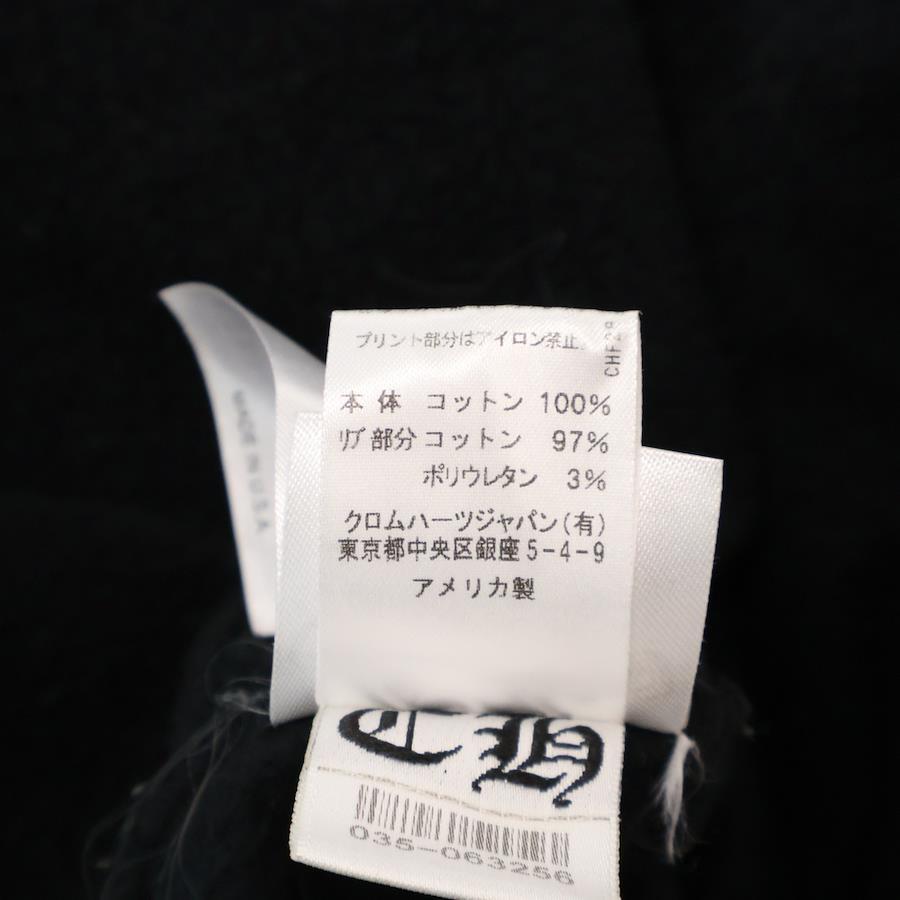 プリント部分はアイロン禁止。
CHF29
本体 コットン 100%
リブ部分 コットン 97%
ポリウレタン 3%
クロムハーツジャパン(有)
東京都中央区銀座5-4-9
アメリカ製
MADE IN U.S.A
CH
035-063256